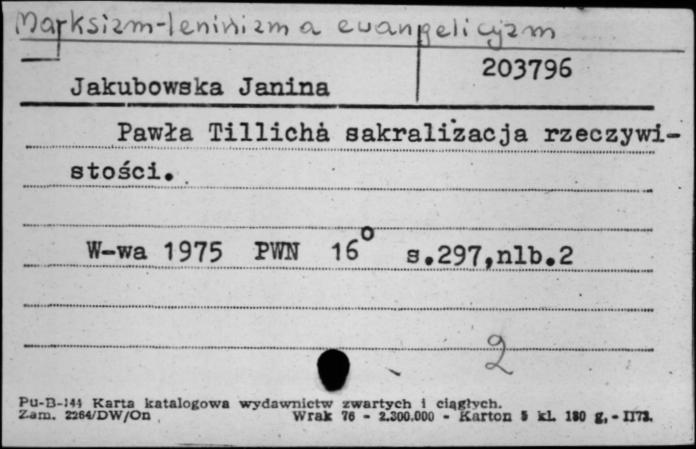 Marksizm-leninizm a ewangelicyzm
203796
Jakubowska Janina
Pawła Tillicha sakralizacja rzeczywi-
stości.
W-wa 1975 PWN 16° s.297,nlb.2
2
Pu-B-144 Karta katalogowa wydawnictw zwartych i ciągłych.
Zam. 2264/DW/On Wrak 76 - 2.300.000 - Karton 5 kl. 180 g, - II73.